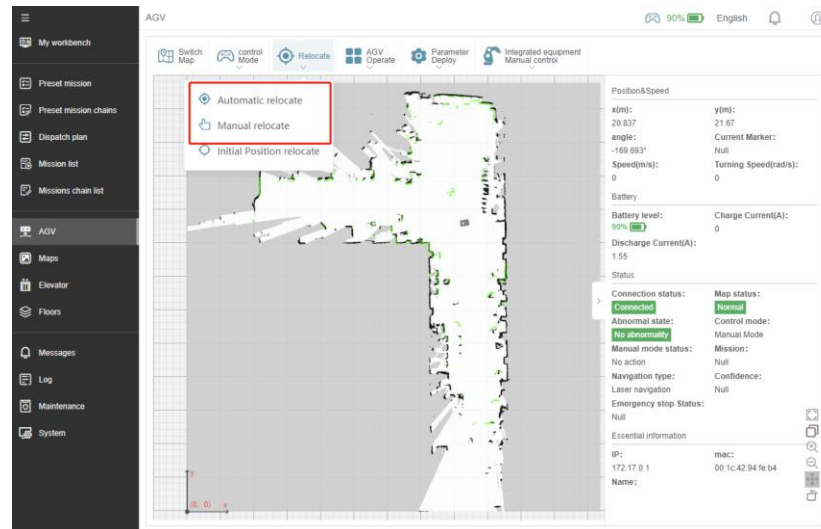 AGV
90%
English
My workbench
Preset mission
Preset mission chains
Dispatch plan
Mission list
Missions chain list
AGV
Maps
Elevator
Floors
Messages
Log
Maintenance
System
Switch
Map
control
Mode
Relocate
AGV
Operate
Parameter
Deploy
Integrated equipment
Manual control
Automatic relocate
Manual relocate
Initial Position relocate
y
(0, 0) x
Position&Speed
x(m): y(m):
20.837 21.67
angle: Current Marker:
-169.693° Null
Speed(m/s): Turning Speed(rad/s):
0 0
Battery
Battery level: Charge Current(A):
90% 0
Discharge Current(A):
1.55
Status
Connection status: Map status:
Connected Normal
Abnormal state: Control mode:
No abnormality Manual Mode
Manual mode status: Mission:
No action Null
Navigation type: Confidence:
Laser navigation Null
Emergency stop Status:
Null
Essential information
IP: mac:
172.17.0.1 00:1c:42:94:fe:b4
Name: